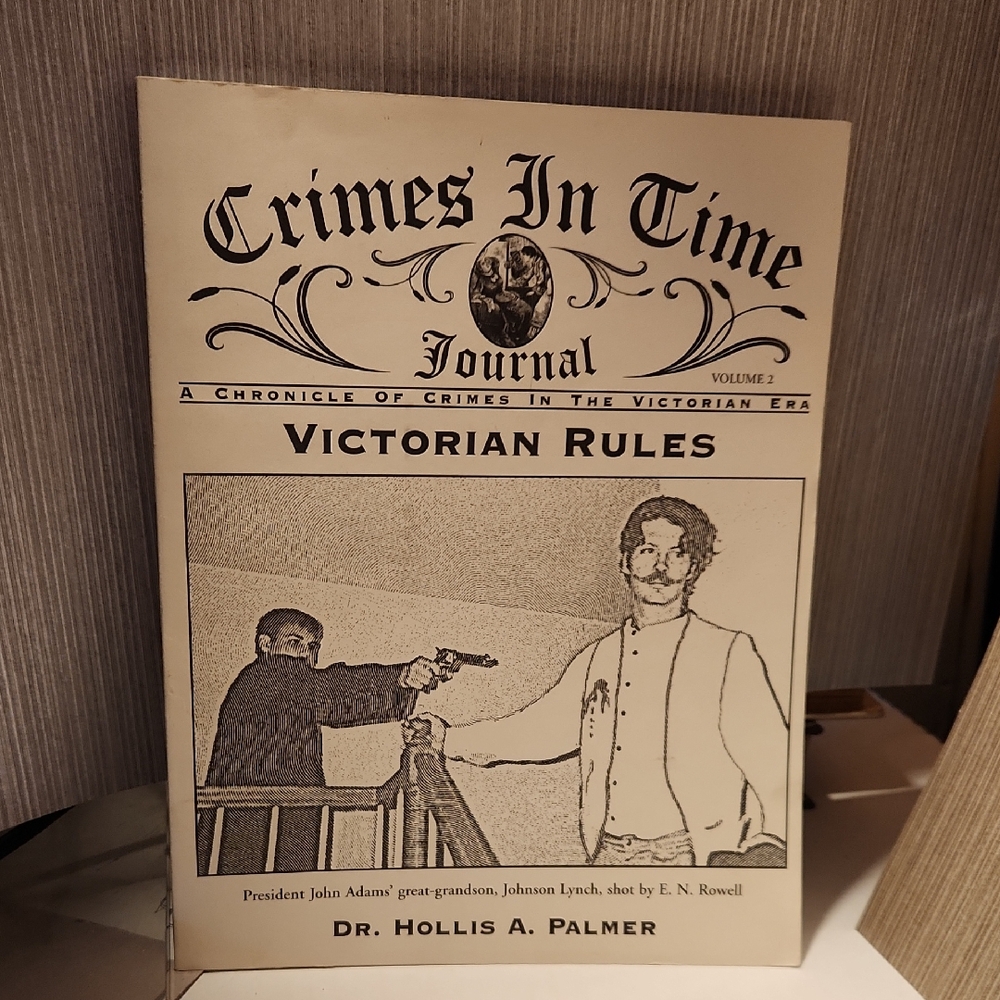 Crimes In Time
Journal
VOLUME 2
A CHRONICLE OF CRIMES IN THE VICTORIAN ERA
VICTORIAN RULES
President John Adams' great-grandson, Johnson Lynch, shot by E. N. Rowell
DR. HOLLIS A. PALMER